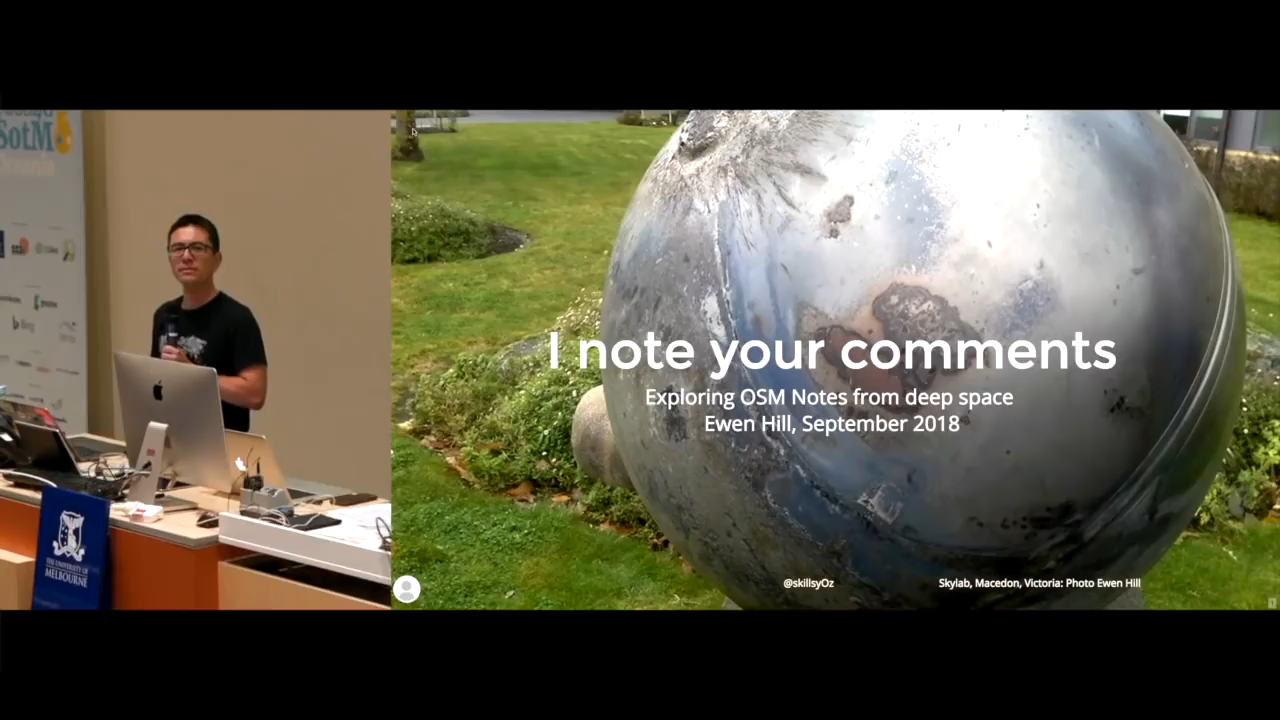 SotM
bing
THE UNIVERSITY OF
MELBOURNE
I note your comments
Exploring OSM Notes from deep space
Ewen Hill, September 2018
@skillsyOz
Skylab, Macedon, Victoria: Photo Ewen Hill